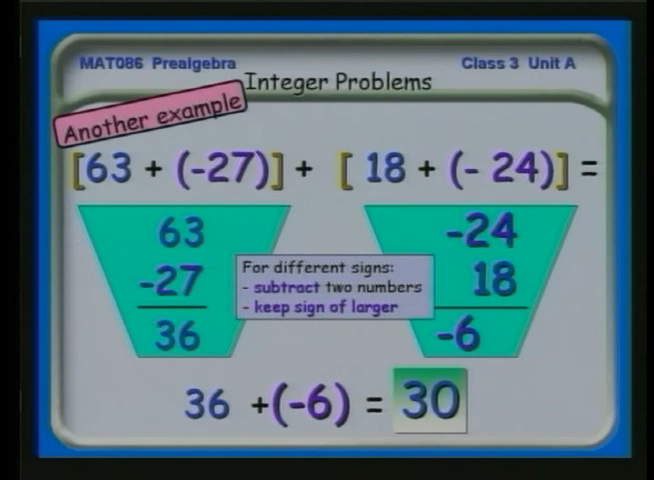 MAT086 Prealgebra
Class 3 Unit A
Integer Problems
Another example
[63 + (-27)] + [ 18 + (- 24)] =
63
-27
36
For different signs:
- subtract two numbers
- keep sign of larger
-24
18
-6
36 +(-6) = 30